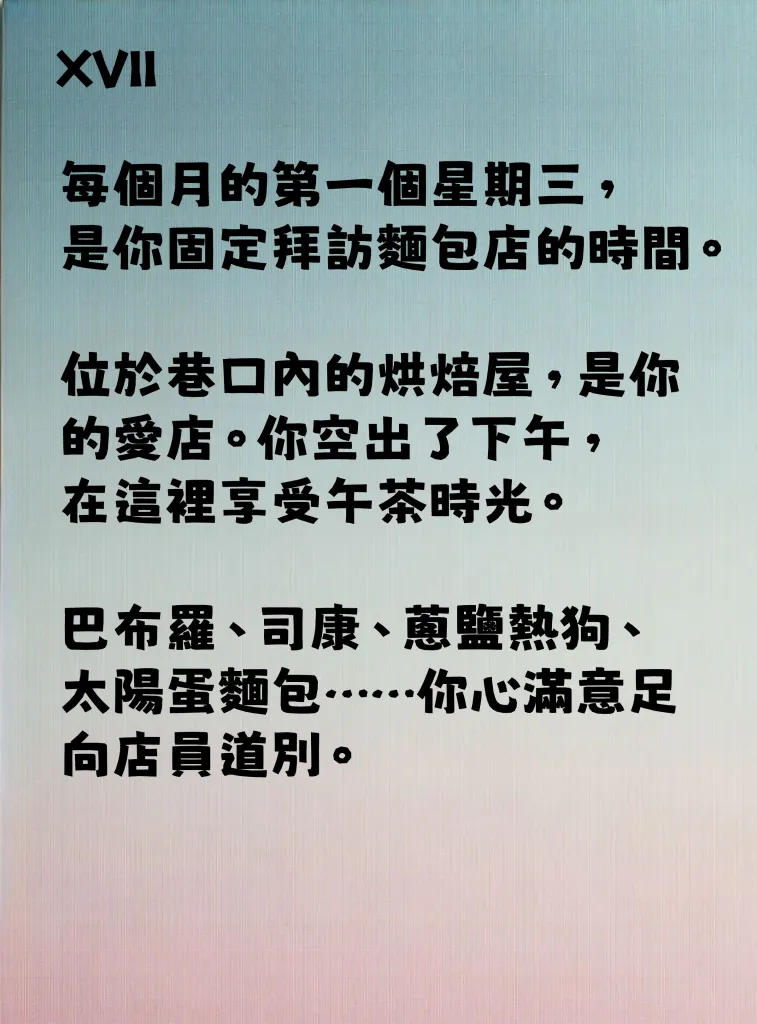 XVII
每個月的第一個星期三，
是你固定拜訪麵包店的時間。
位於巷口內的烘焙屋，是你
的愛店。你空出了下午，
在這裡享受午茶時光。
巴布羅、司康、蔥鹽熱狗、
太陽蛋麵包……你心滿意足
向店員道別。